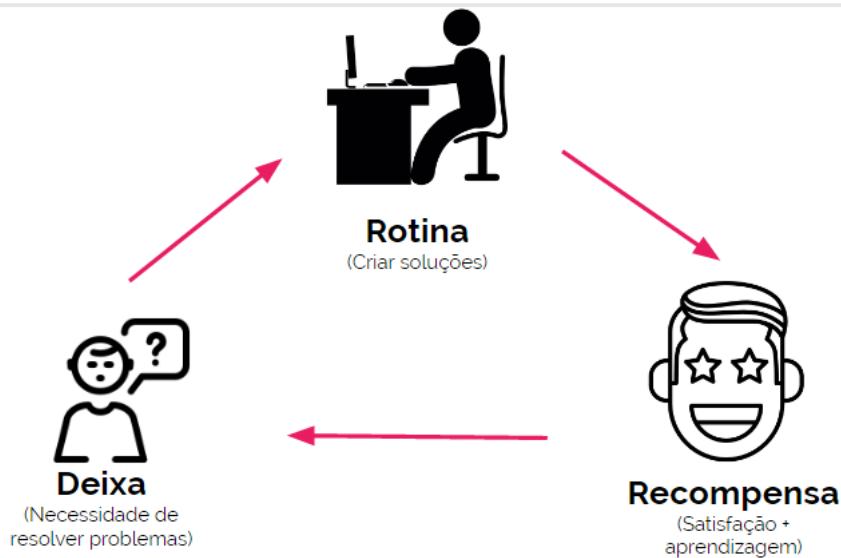 Rotina
(Criar soluções)
?
Deixa
(Necessidade de
resolver problemas)
Recompensa
(Satisfação +
aprendizagem)